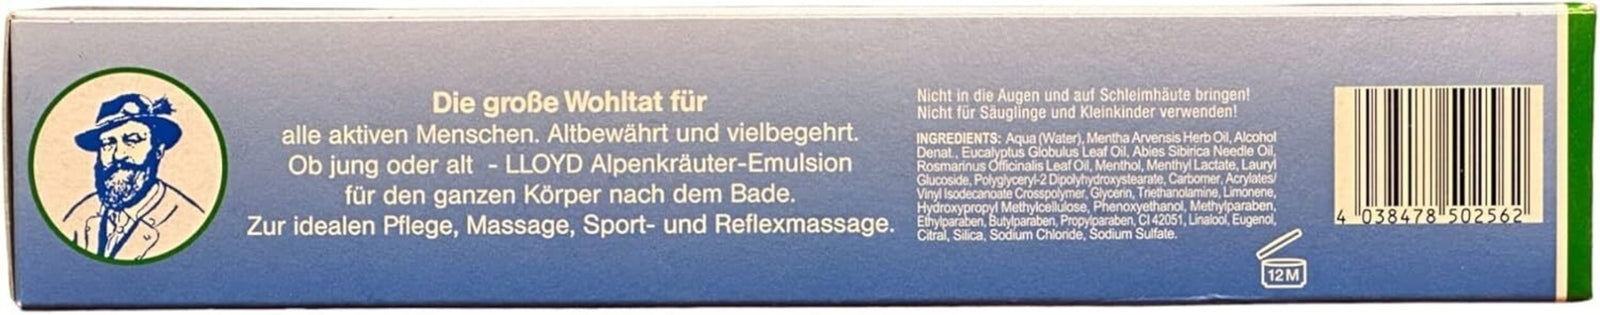 Die große Wohltat für
alle aktiven Menschen. Altbewährt und vielbegehrt.
Ob jung oder alt - LLOYD Alpenkräuter-Emulsion
für den ganzen Körper nach dem Bade.
Zur idealen Pflege, Massage, Sport- und Reflexmassage.
Nicht in die Augen und auf Schleimhäute bringen!
Nicht für Säuglinge und Kleinkinder verwenden!
INGREDIENTS: Aqua (Water), Mentha Arvensis Herb Oil, Alcohol
Denat., Eucalyptus Globulus Leaf Oil, Abies Sibirica Needle Oil,
Rosmarinus Officinalis Leaf Oil, Menthol, Menthyl Lactate, Lauryl
Glucoside, Polyglyceryl-2 Dipolyhydroxystearate, Carbomer, Acrylates/
Vinyl Isodecanoate Crosspolymer, Glycerin, Triethanolamine, Limonene,
Hydroxypropyl Methylcellulose, Phenoxyethanol, Methylparaben,
Ethylparaben, Butylparaben, Propylparaben, CI 42051, Linalool, Eugenol,
Citral, Silica, Sodium Chloride, Sodium Sulfate.
12M
4 038478 502562